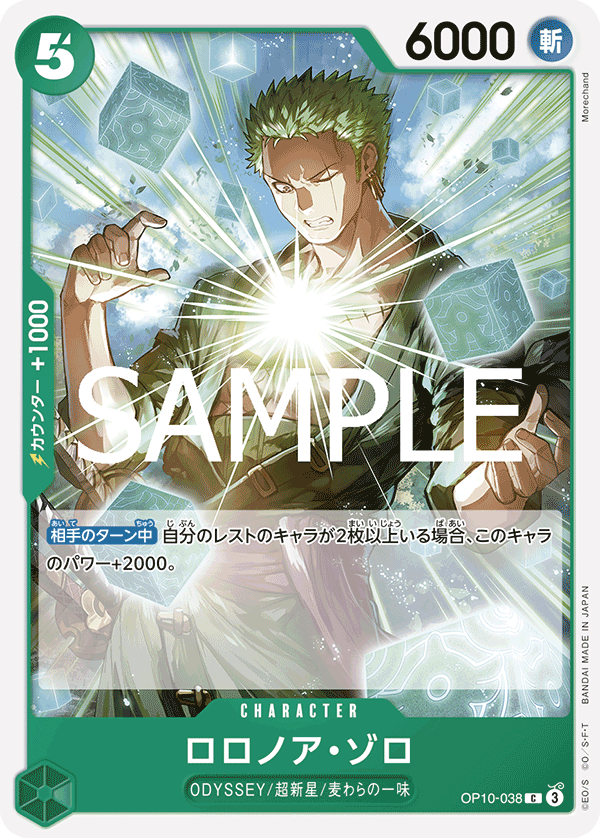 5
6000 斬
Morechand
カウンター +1000
SAMPLE
相手のターン中 自分のレストのキャラが2枚以上いる場合、このキャラ
のパワー+2000。
BANDAI MADE IN JAPAN
©E.O/S ©O./S・F・T
CHARACTER
ロロノア・ゾロ
ODYSSEY/超新星/麦わらの一味
OP10-038 C 3